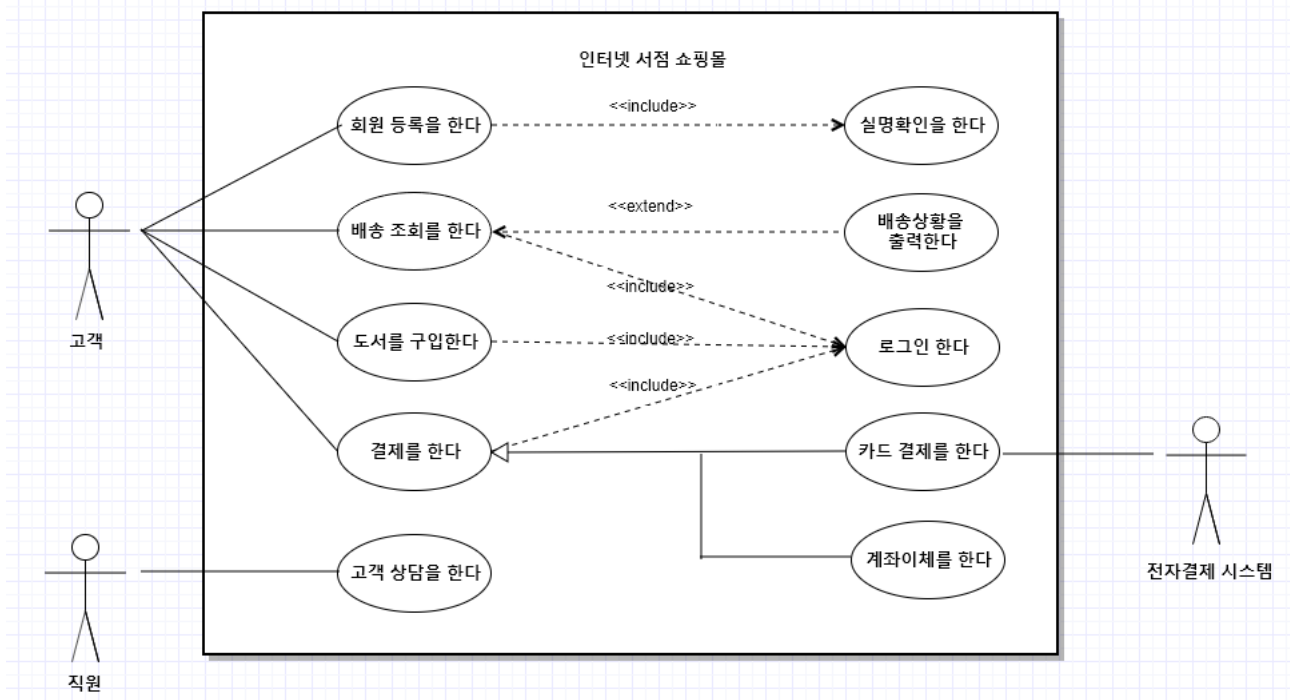 인터넷 서점 쇼핑몰
<<include>>
회원 등록을 한다
실명확인을 한다
<<extend>>
배송 조회를 한다
배송상황을
출력한다
<<include>>
고객
도서를 구입한다
<<include>>
로그인 한다
<<include>>
결제를 한다
카드 결제를 한다
고객 상담을 한다
계좌이체를 한다
전자결제 시스템
직원